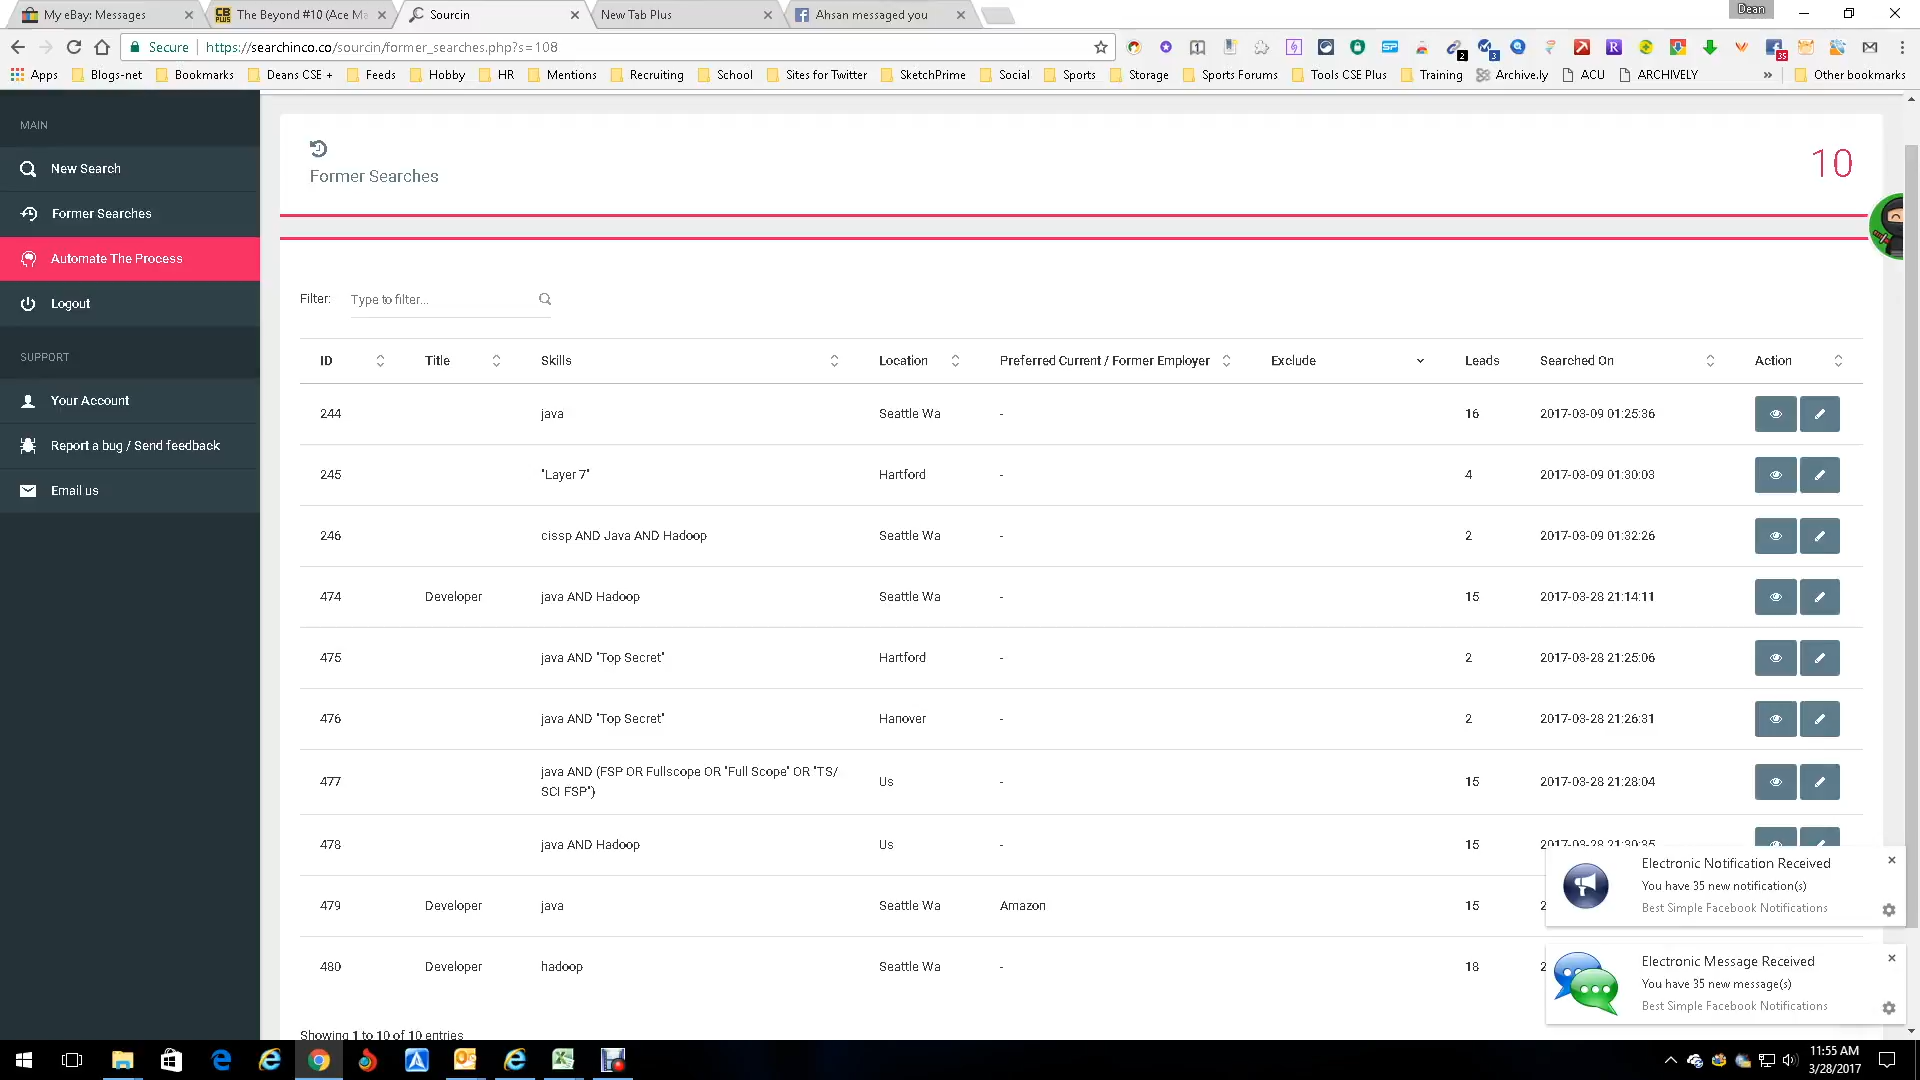 My eBay: Messages
The Beyond #10 (Ace Ma
Sourcin
New Tab Plus
Ahsan messaged you
Dean
Secure
https://searchinco.co/sourcin/former_searches.php?s=108
Apps
Blogs-net
Bookmarks
Deans CSE +
Feeds
Hobby
HR
Mentions
Recruiting
School
Sites for Twitter
SketchPrime
Social
Sports
Storage
Sports Forums
Tools CSE Plus
Training
Archive.ly
ACU
ARCHIVELY
»
Other bookmarks
MAIN
New Search
Former Searches
Automate The Process
Logout
SUPPORT
Your Account
Report a bug / Send feedback
Email us
Former Searches
10
Filter: Type to filter...
ID Title Skills Location Preferred Current / Former Employer Exclude Leads Searched On Action
244 java Seattle Wa - 16 2017-03-09 01:25:36
245 "Layer 7" Hartford - 4 2017-03-09 01:30:03
246 cissp AND Java AND Hadoop Seattle Wa - 2 2017-03-09 01:32:26
474 Developer java AND Hadoop Seattle Wa - 15 2017-03-28 21:14:11
475 java AND "Top Secret" Hartford - 2 2017-03-28 21:25:06
476 java AND "Top Secret" Hanover - 2 2017-03-28 21:26:31
477 java AND (FSP OR Fullscope OR "Full Scope" OR "TS/
SCI FSP") Us - 15 2017-03-28 21:28:04
478 java AND Hadoop Us - 15 2017-03-28 21:30:35
479 Developer java Seattle Wa Amazon 15 2
480 Developer hadoop Seattle Wa - 18 2
Showing 1 to 10 of 10 entries
Electronic Notification Received
You have 35 new notification(s)
Best Simple Facebook Notifications
Electronic Message Received
You have 35 new message(s)
Best Simple Facebook Notifications
11:55 AM
3/28/2017